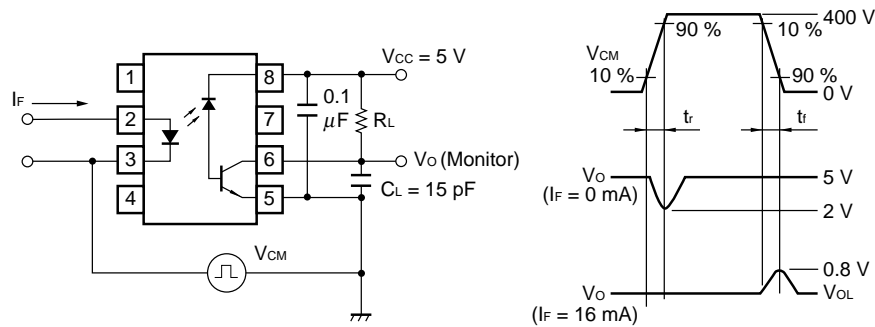 1
2
3
4
8
7
6
5
IF
VCC = 5 V
0.1
μF
RL
VO (Monitor)
CL = 15 pF
VCM
VCM
400 V
90 %
10 %
10 %
90 %
0 V
tr
tf
VO
(IF = 0 mA)
5 V
2 V
0.8 V
VO
(IF = 16 mA)
VOL